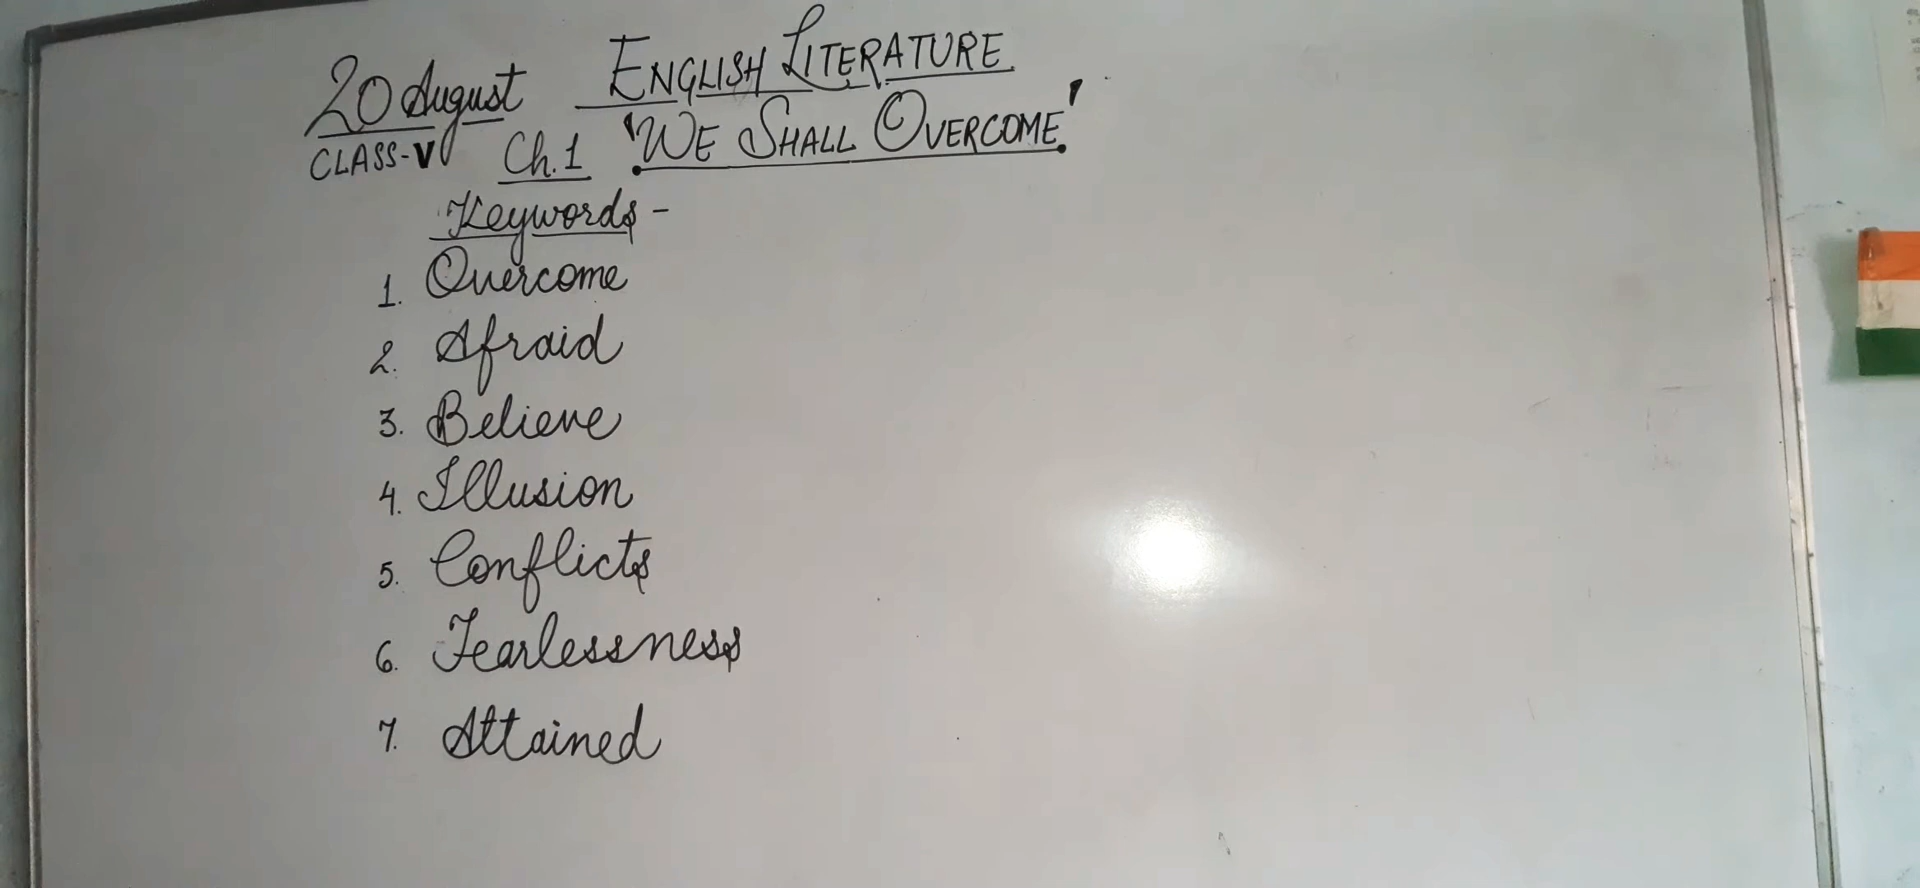 20 August ENGLISH LITERATURE
CLASS-V Ch.1 'WE SHALL OVERCOME'
Keywords -
1. Overcome
2. Afraid
3. Believe
4. Illusion
5. Conflicts
6. Fearlessness
7. Attained